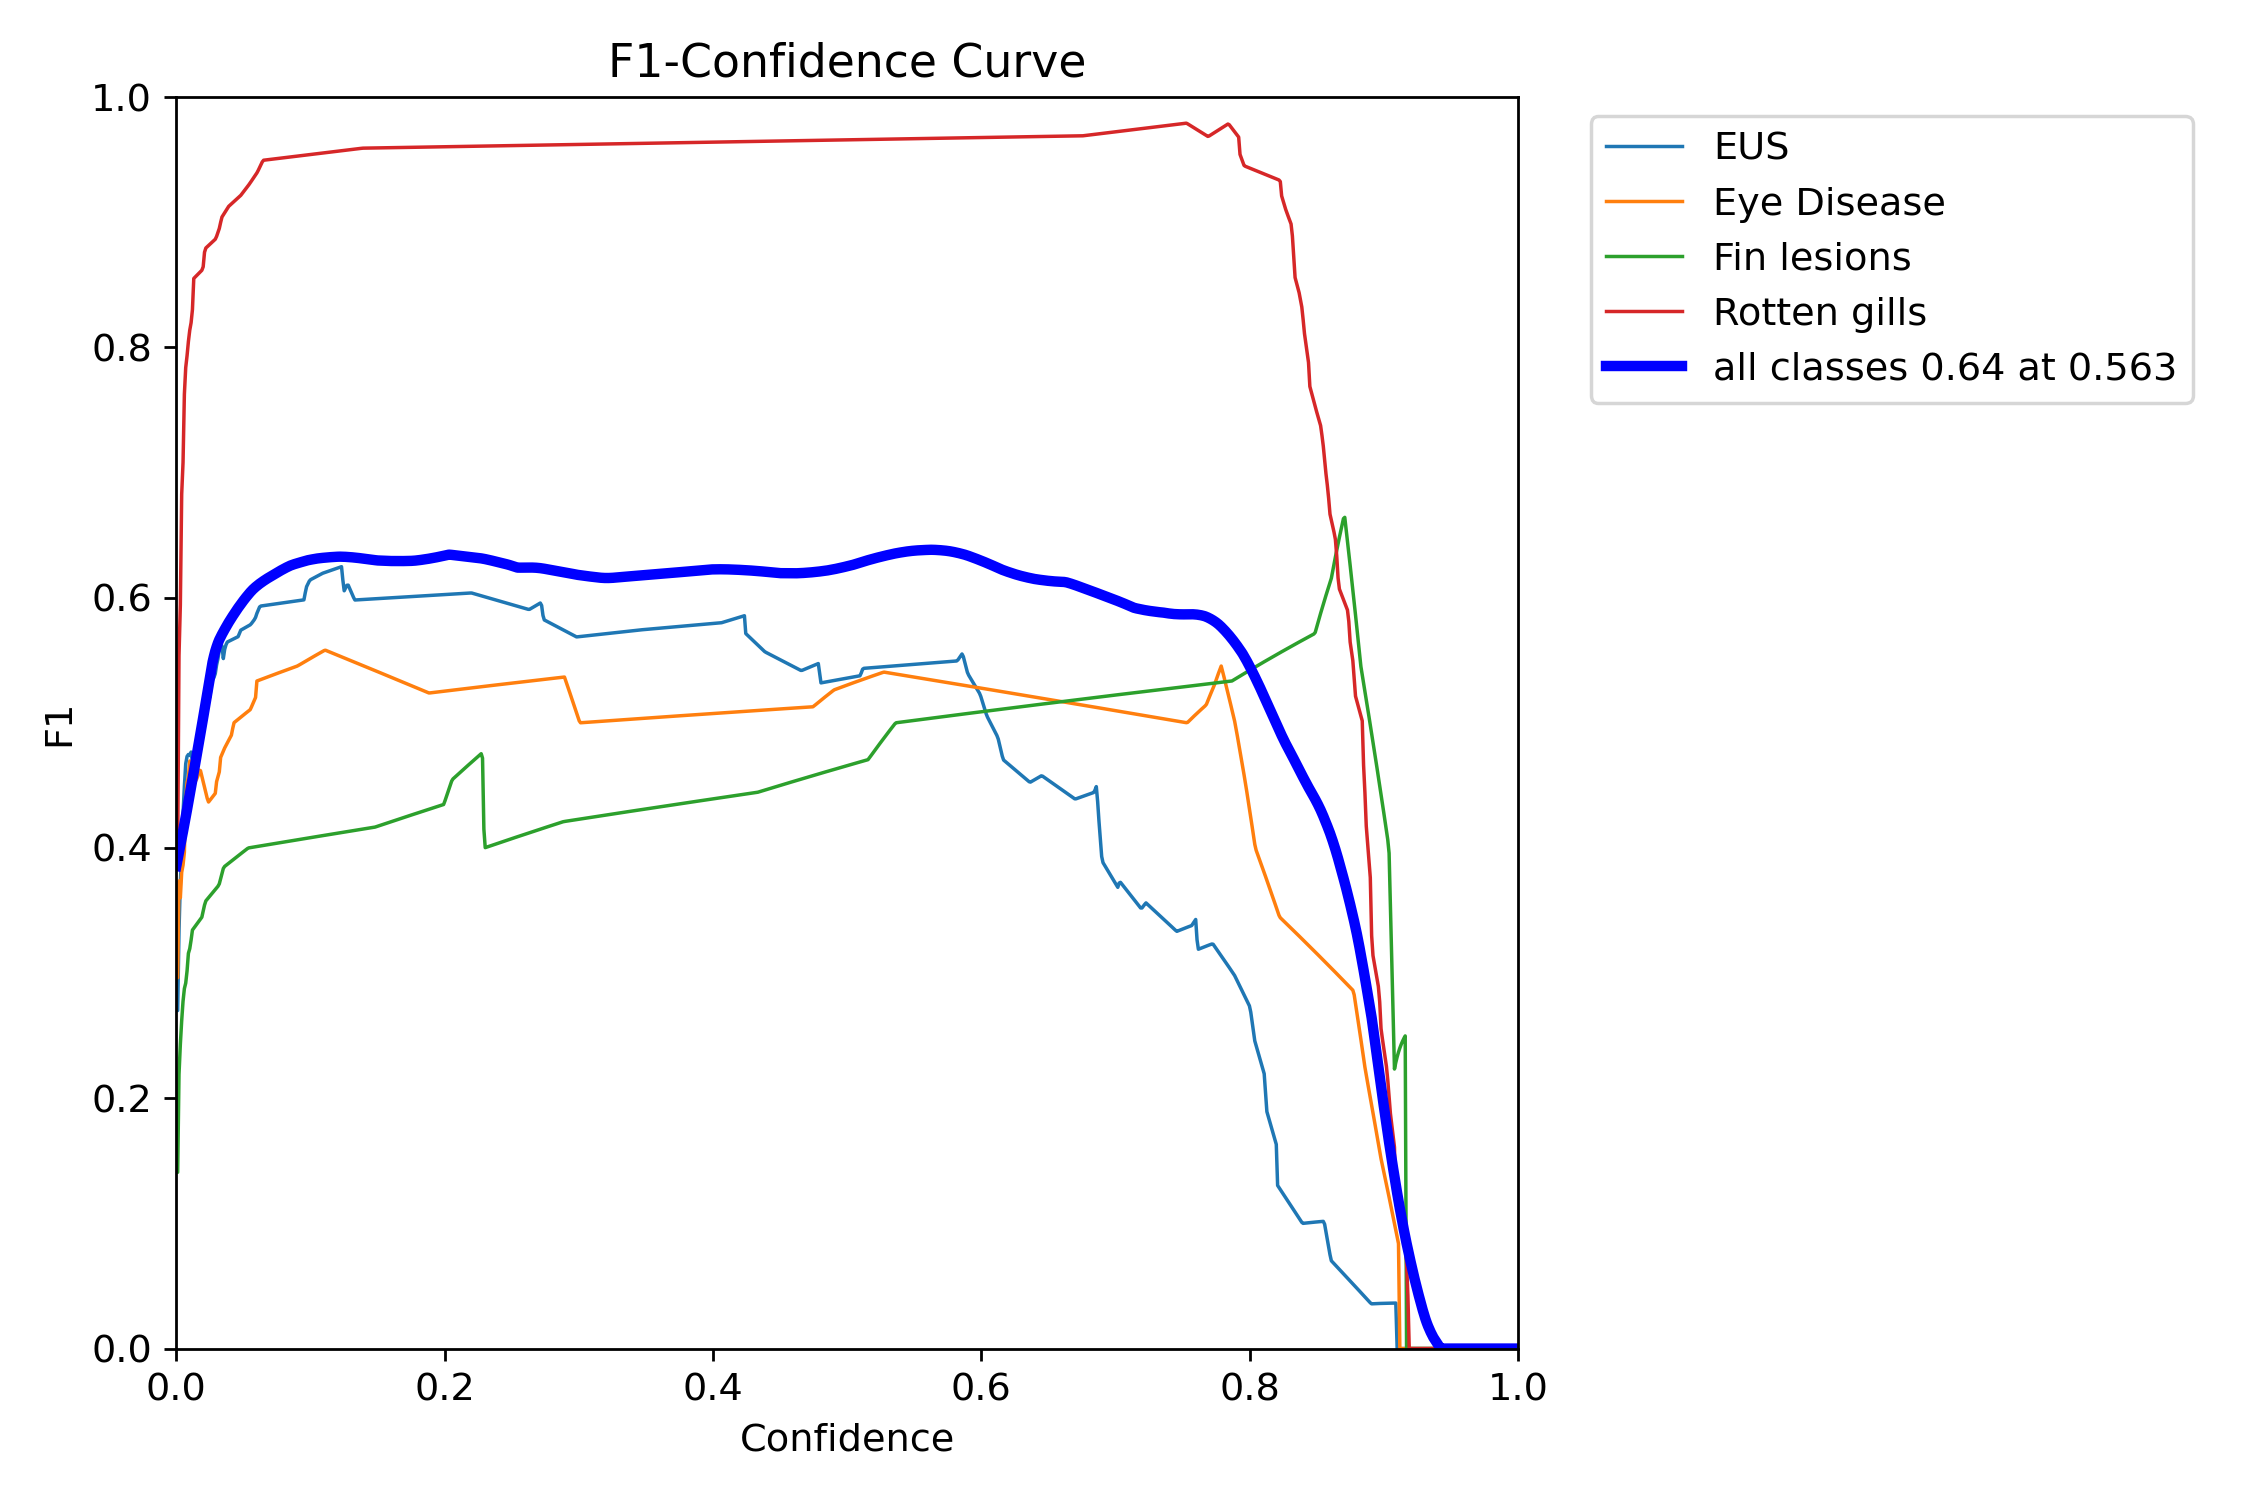 F1-Confidence Curve
1.0
0.8
0.6
0.4
0.2
0.0
F1
0.0 0.2 0.4 0.6 0.8 1.0
Confidence
EUS
Eye Disease
Fin lesions
Rotten gills
all classes 0.64 at 0.563